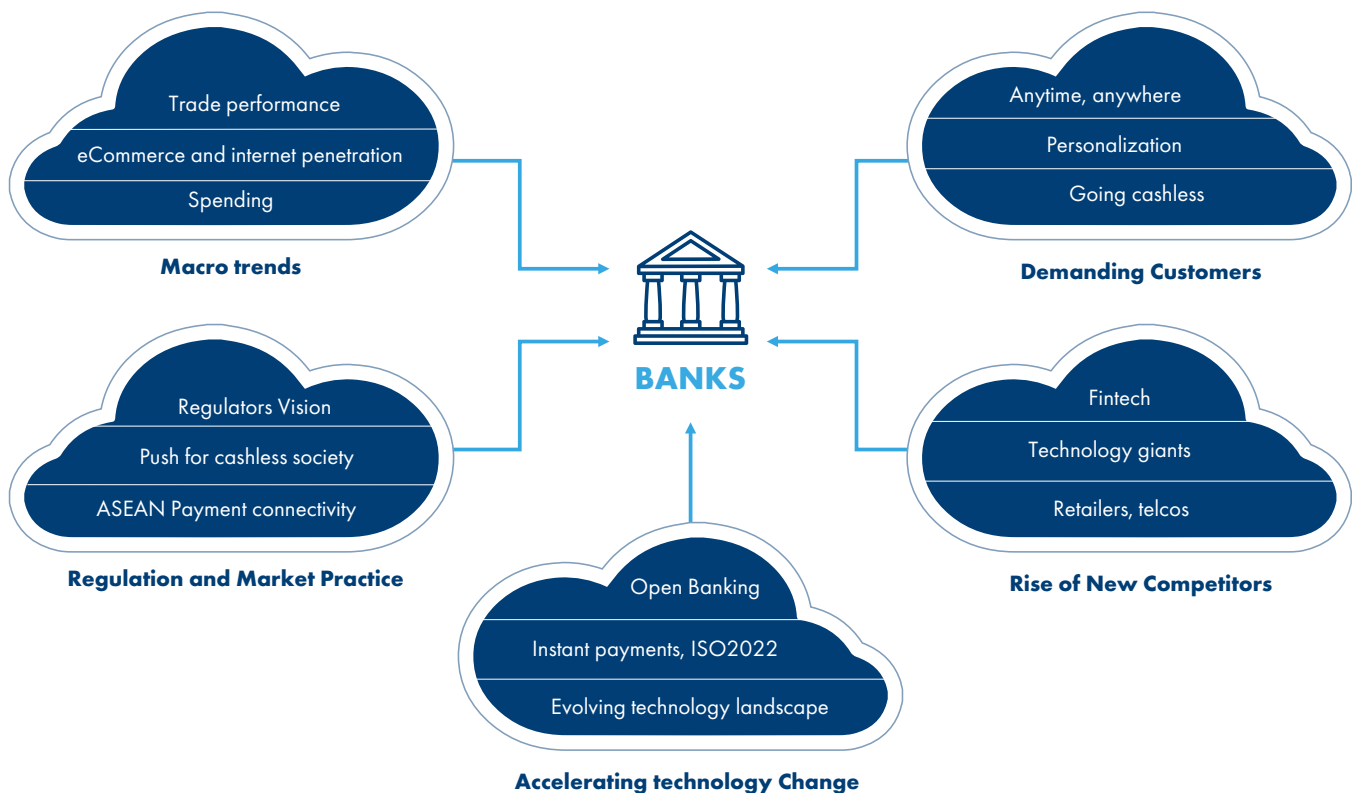 Trade performance
eCommerce and internet penetration
Spending
Macro trends
Anytime, anywhere
Personalization
Going cashless
Demanding Customers
BANKS
Regulators Vision
Push for cashless society
ASEAN Payment connectivity
Regulation and Market Practice
Fintech
Technology giants
Retailers, telcos
Rise of New Competitors
Open Banking
Instant payments, ISO2022
Evolving technology landscape
Accelerating technology Change